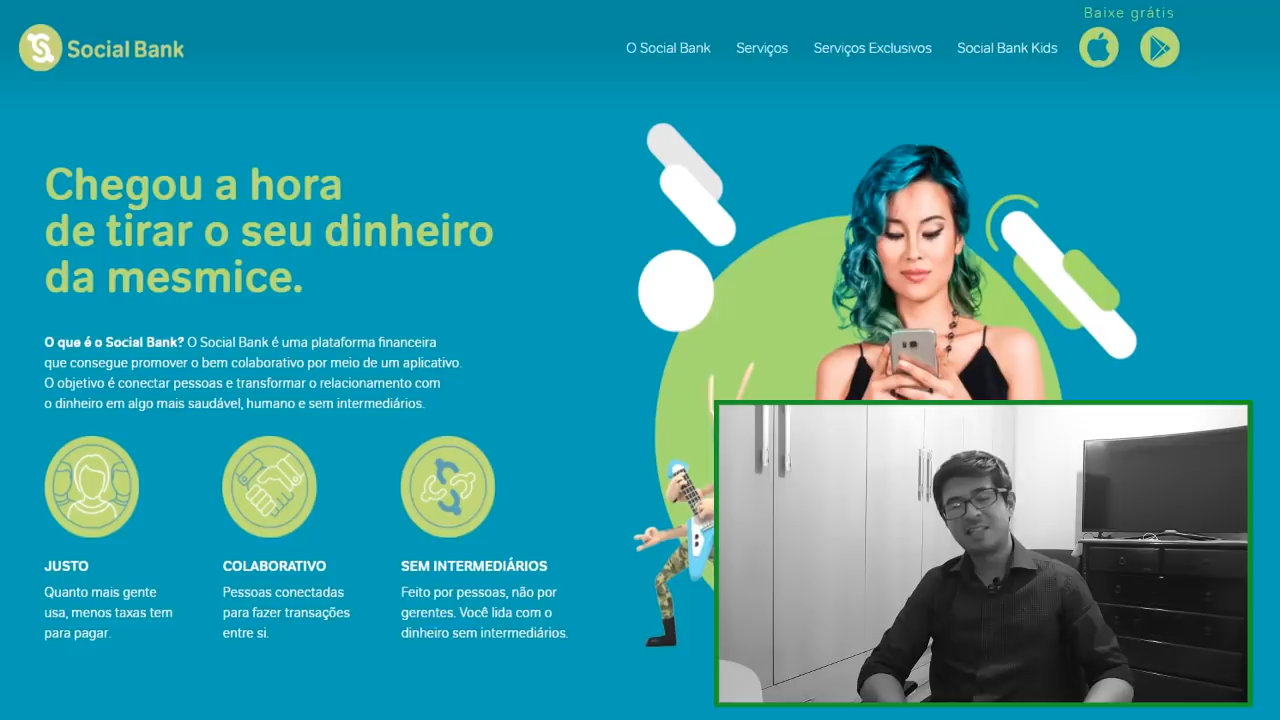 Baixe grátis
Social Bank
O Social Bank
Serviços
Serviços Exclusivos
Social Bank Kids
Chegou a hora
de tirar o seu dinheiro
da mesmice.
O que é o Social Bank? O Social Bank é uma plataforma financeira
que consegue promover o bem colaborativo por meio de um aplicativo.
O objetivo é conectar pessoas e transformar o relacionamento com
o dinheiro em algo mais saudável, humano e sem intermediários.
JUSTO
Quanto mais gente
usa, menos taxas tem
para pagar.
COLABORATIVO
Pessoas conectadas
para fazer transações
entre si.
SEM INTERMEDIÁRIOS
Feito por pessoas, não por
gerentes. Você lida com o
dinheiro sem intermediários.